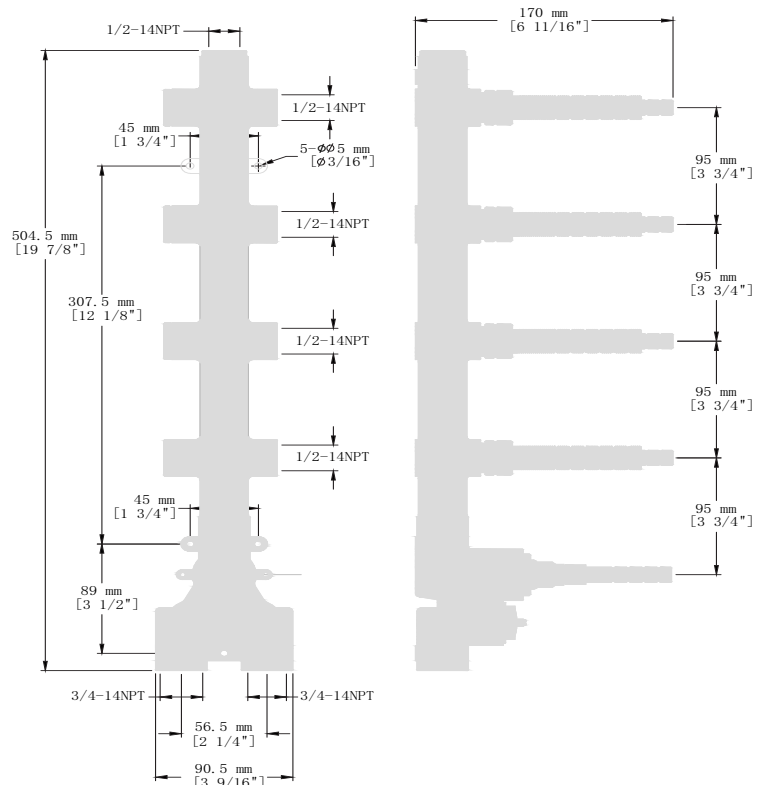 170 mm
[6 11/16"]
1/2-14NPT
1/2-14NPT
45 mm
[1 3/4"]
5-øø5 mm
[ø3/16"]
95 mm
[3 3/4"]
1/2-14NPT
504.5 mm
[19 7/8"]
307.5 mm
[12 1/8"]
95 mm
[3 3/4"]
1/2-14NPT
95 mm
[3 3/4"]
1/2-14NPT
45 mm
[1 3/4"]
95 mm
[3 3/4"]
89 mm
[3 1/2"]
3/4-14NPT
3/4-14NPT
56.5 mm
[2 1/4"]
90.5 mm
[3 9/16"]